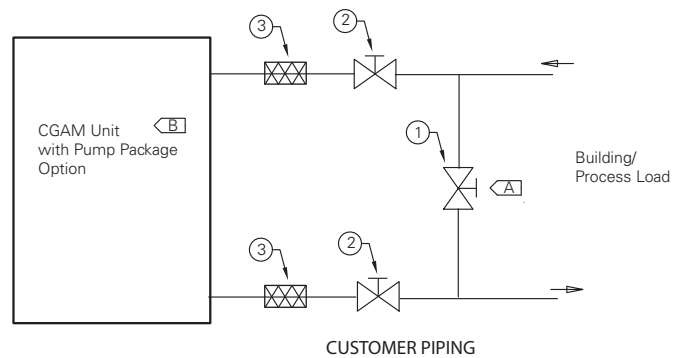 3
2
CGAM Unit
with Pump Package
Option
B
1
A
Building/
Process Load
3
2
CUSTOMER PIPING